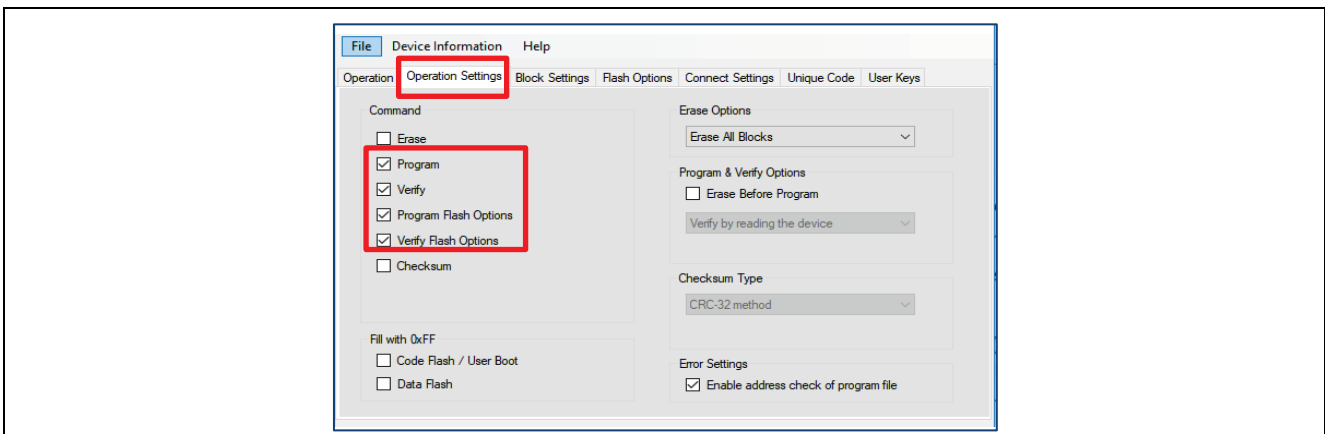 File Device Information Help
Operation Operation Settings Block Settings Flash Options Connect Settings Unique Code User Keys
Command
Erase
Program
Verify
Program Flash Options
Verify Flash Options
Checksum
Fill with 0xFF
Code Flash / User Boot
Data Flash
Erase Options
Erase All Blocks
Program & Verify Options
Erase Before Program
Verify by reading the device
Checksum Type
CRC-32 method
Error Settings
Enable address check of program file